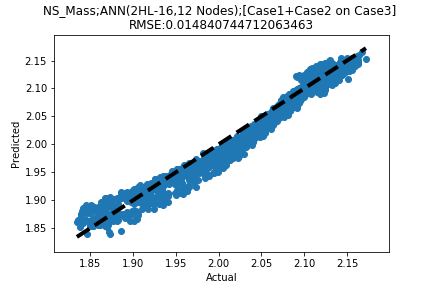 NS_Mass;ANN(2HL-16,12 Nodes);[Case1+Case2 on Case3]
RMSE:0.014840744712063463
2.15
2.10
2.05
2.00
1.95
1.90
1.85
Predicted
1.85 1.90 1.95 2.00 2.05 2.10 2.15
Actual